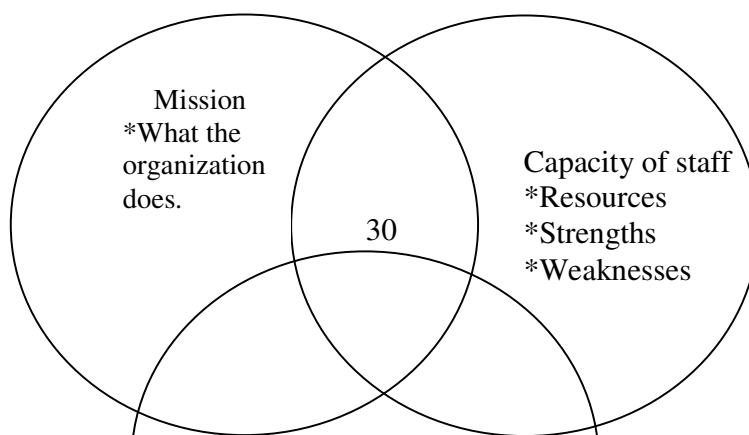 Mission
*What the
organization
does.
30
Capacity of staff
*Resources
*Strengths
*Weaknesses